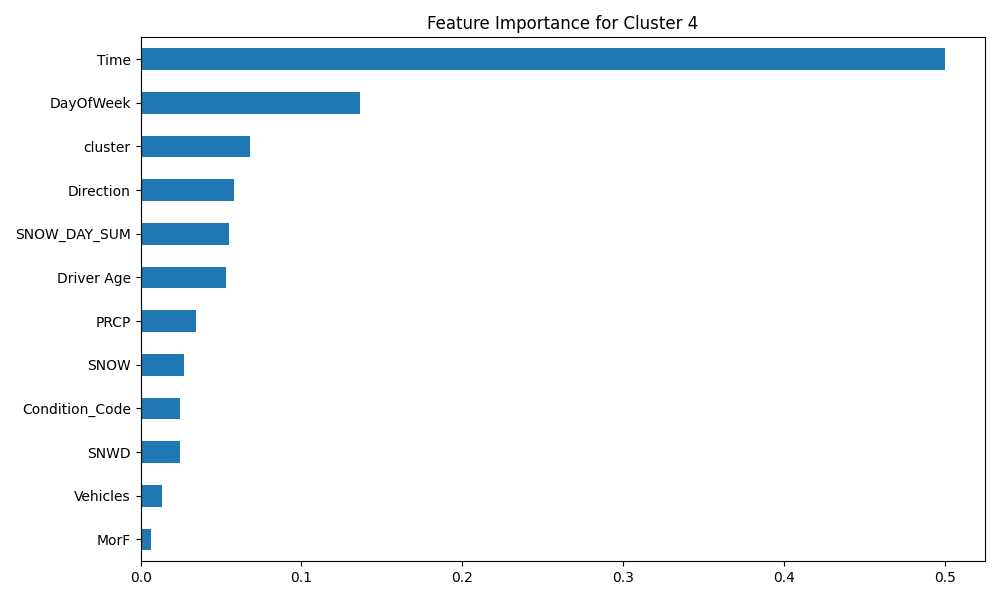 Feature Importance for Cluster 4
Time
DayOfWeek
cluster
Direction
SNOW_DAY_SUM
Driver Age
PRCP
SNOW
Condition_Code
SNWD
Vehicles
MorF
0.0 0.1 0.2 0.3 0.4 0.5